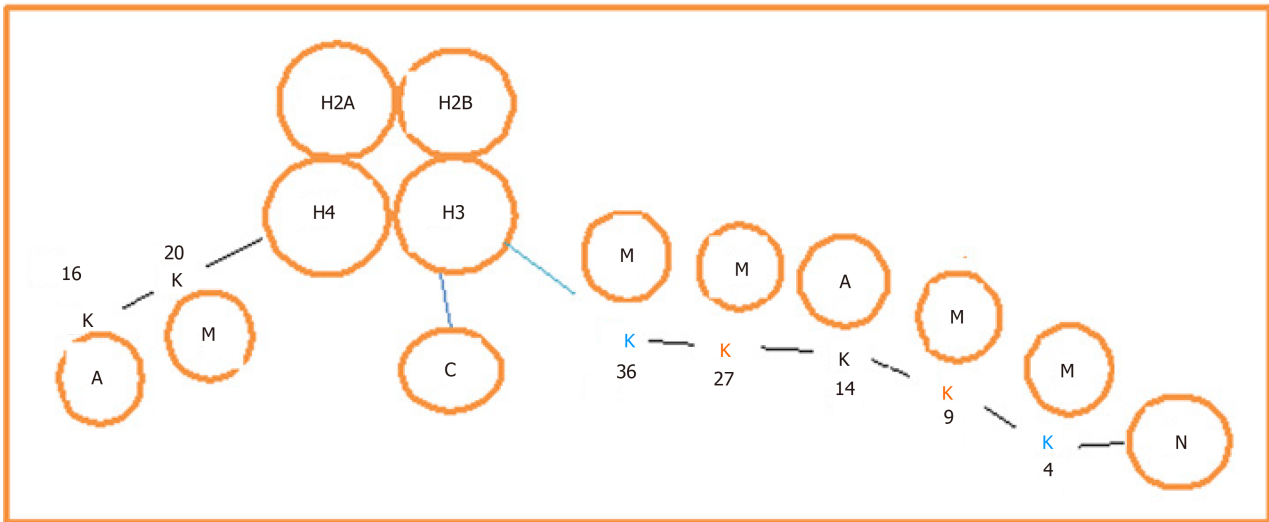 H2A H2B
H4 H3
20
16 K
K
A M
C
M M A M M
K K K K K
36 27 14 9 4
N